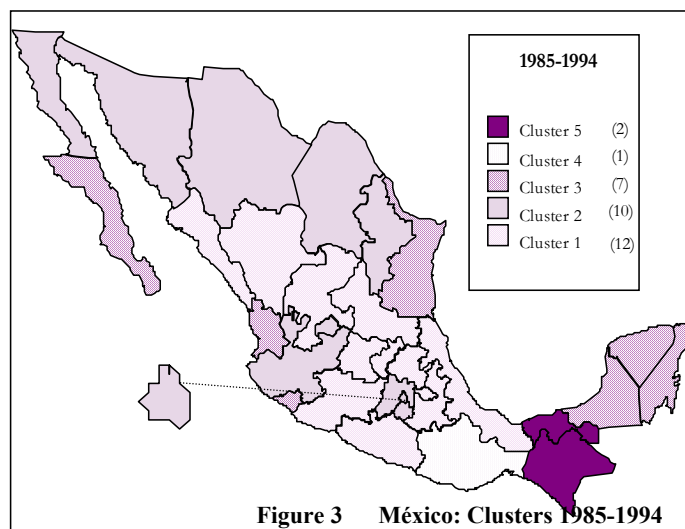 1985-1994
Cluster 5 (2)
Cluster 4 (1)
Cluster 3 (7)
Cluster 2 (10)
Cluster 1 (12)
Figure 3 México: Clusters 1985-1994